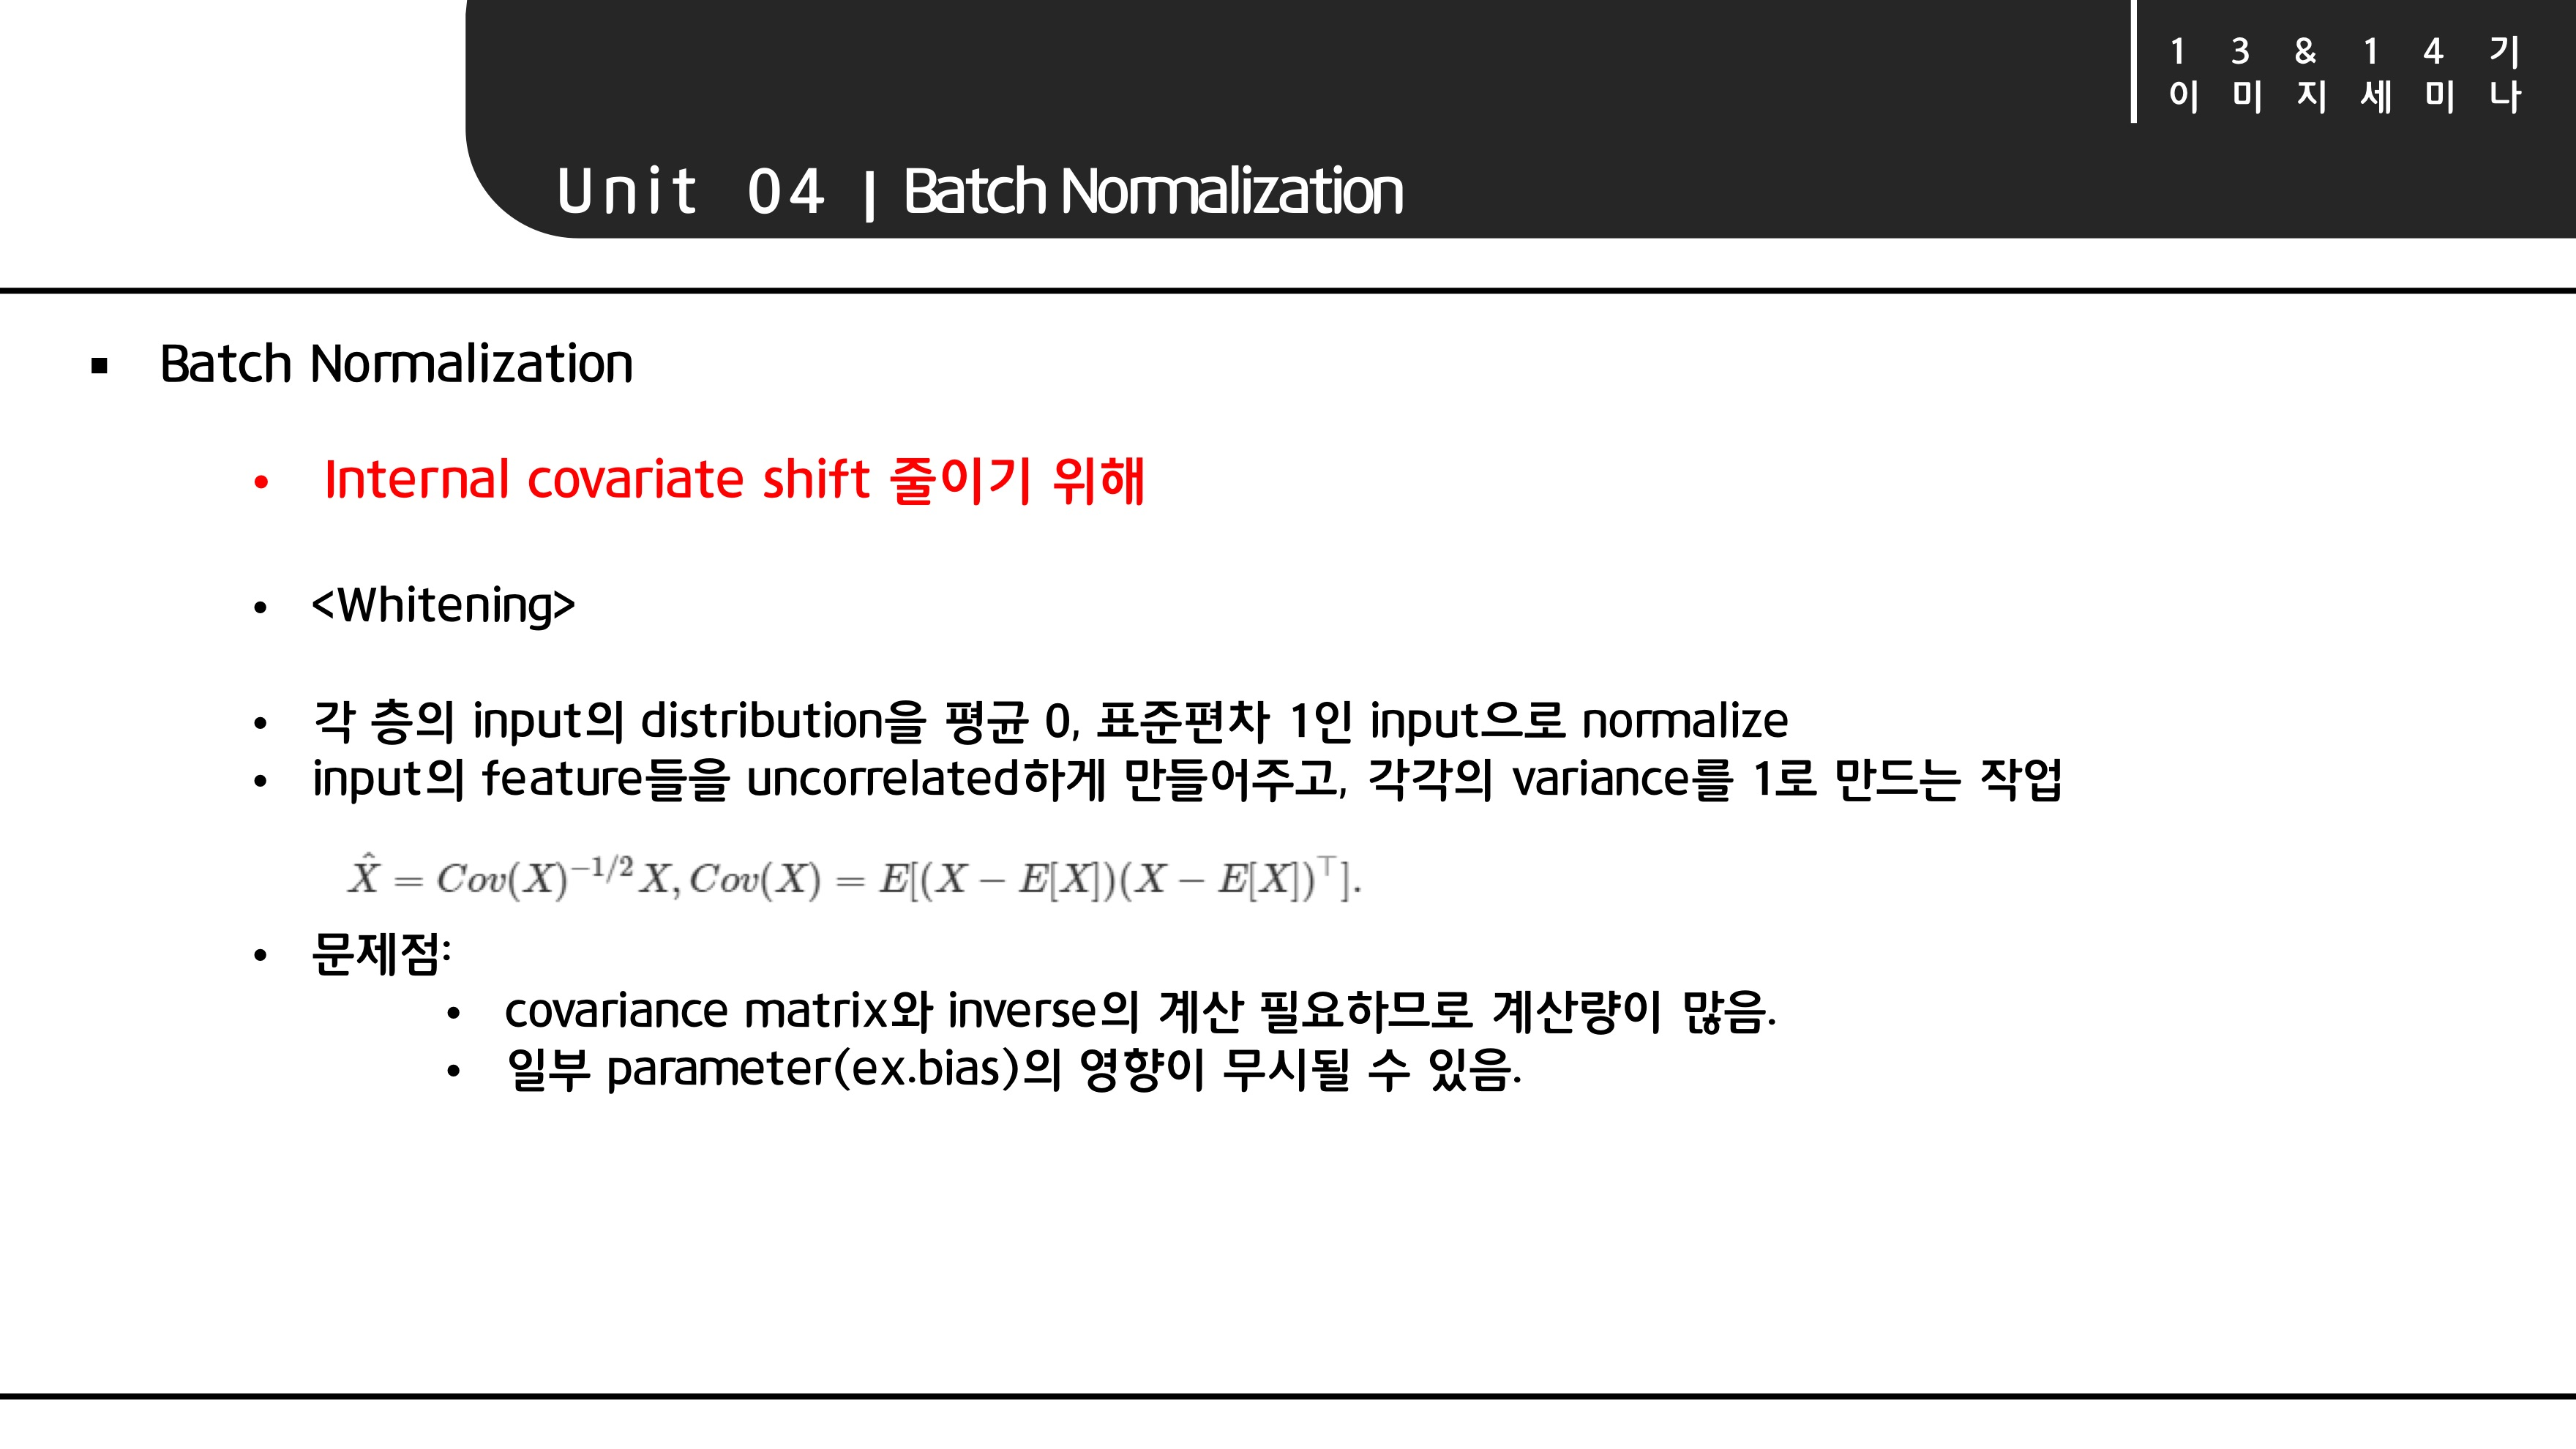 1 3 & 1 4 기
이 미 지 세 미 나
Unit 04 | Batch Normalization
▪ Batch Normalization
• Internal covariate shift 줄이기 위해
• <Whitening>
• 각 층의 input의 distribution을 평균 0, 표준편차 1인 input으로 normalize
• input의 feature들을 uncorrelated하게 만들어주고, 각각의 variance를 1로 만드는 작업
X̂ = Cov(X)^{-1/2} X, Cov(X) = E[(X − E[X])(X − E[X])^⊤].
• 문제점:
• covariance matrix와 inverse의 계산 필요하므로 계산량이 많음.
• 일부 parameter(ex.bias)의 영향이 무시될 수 있음.